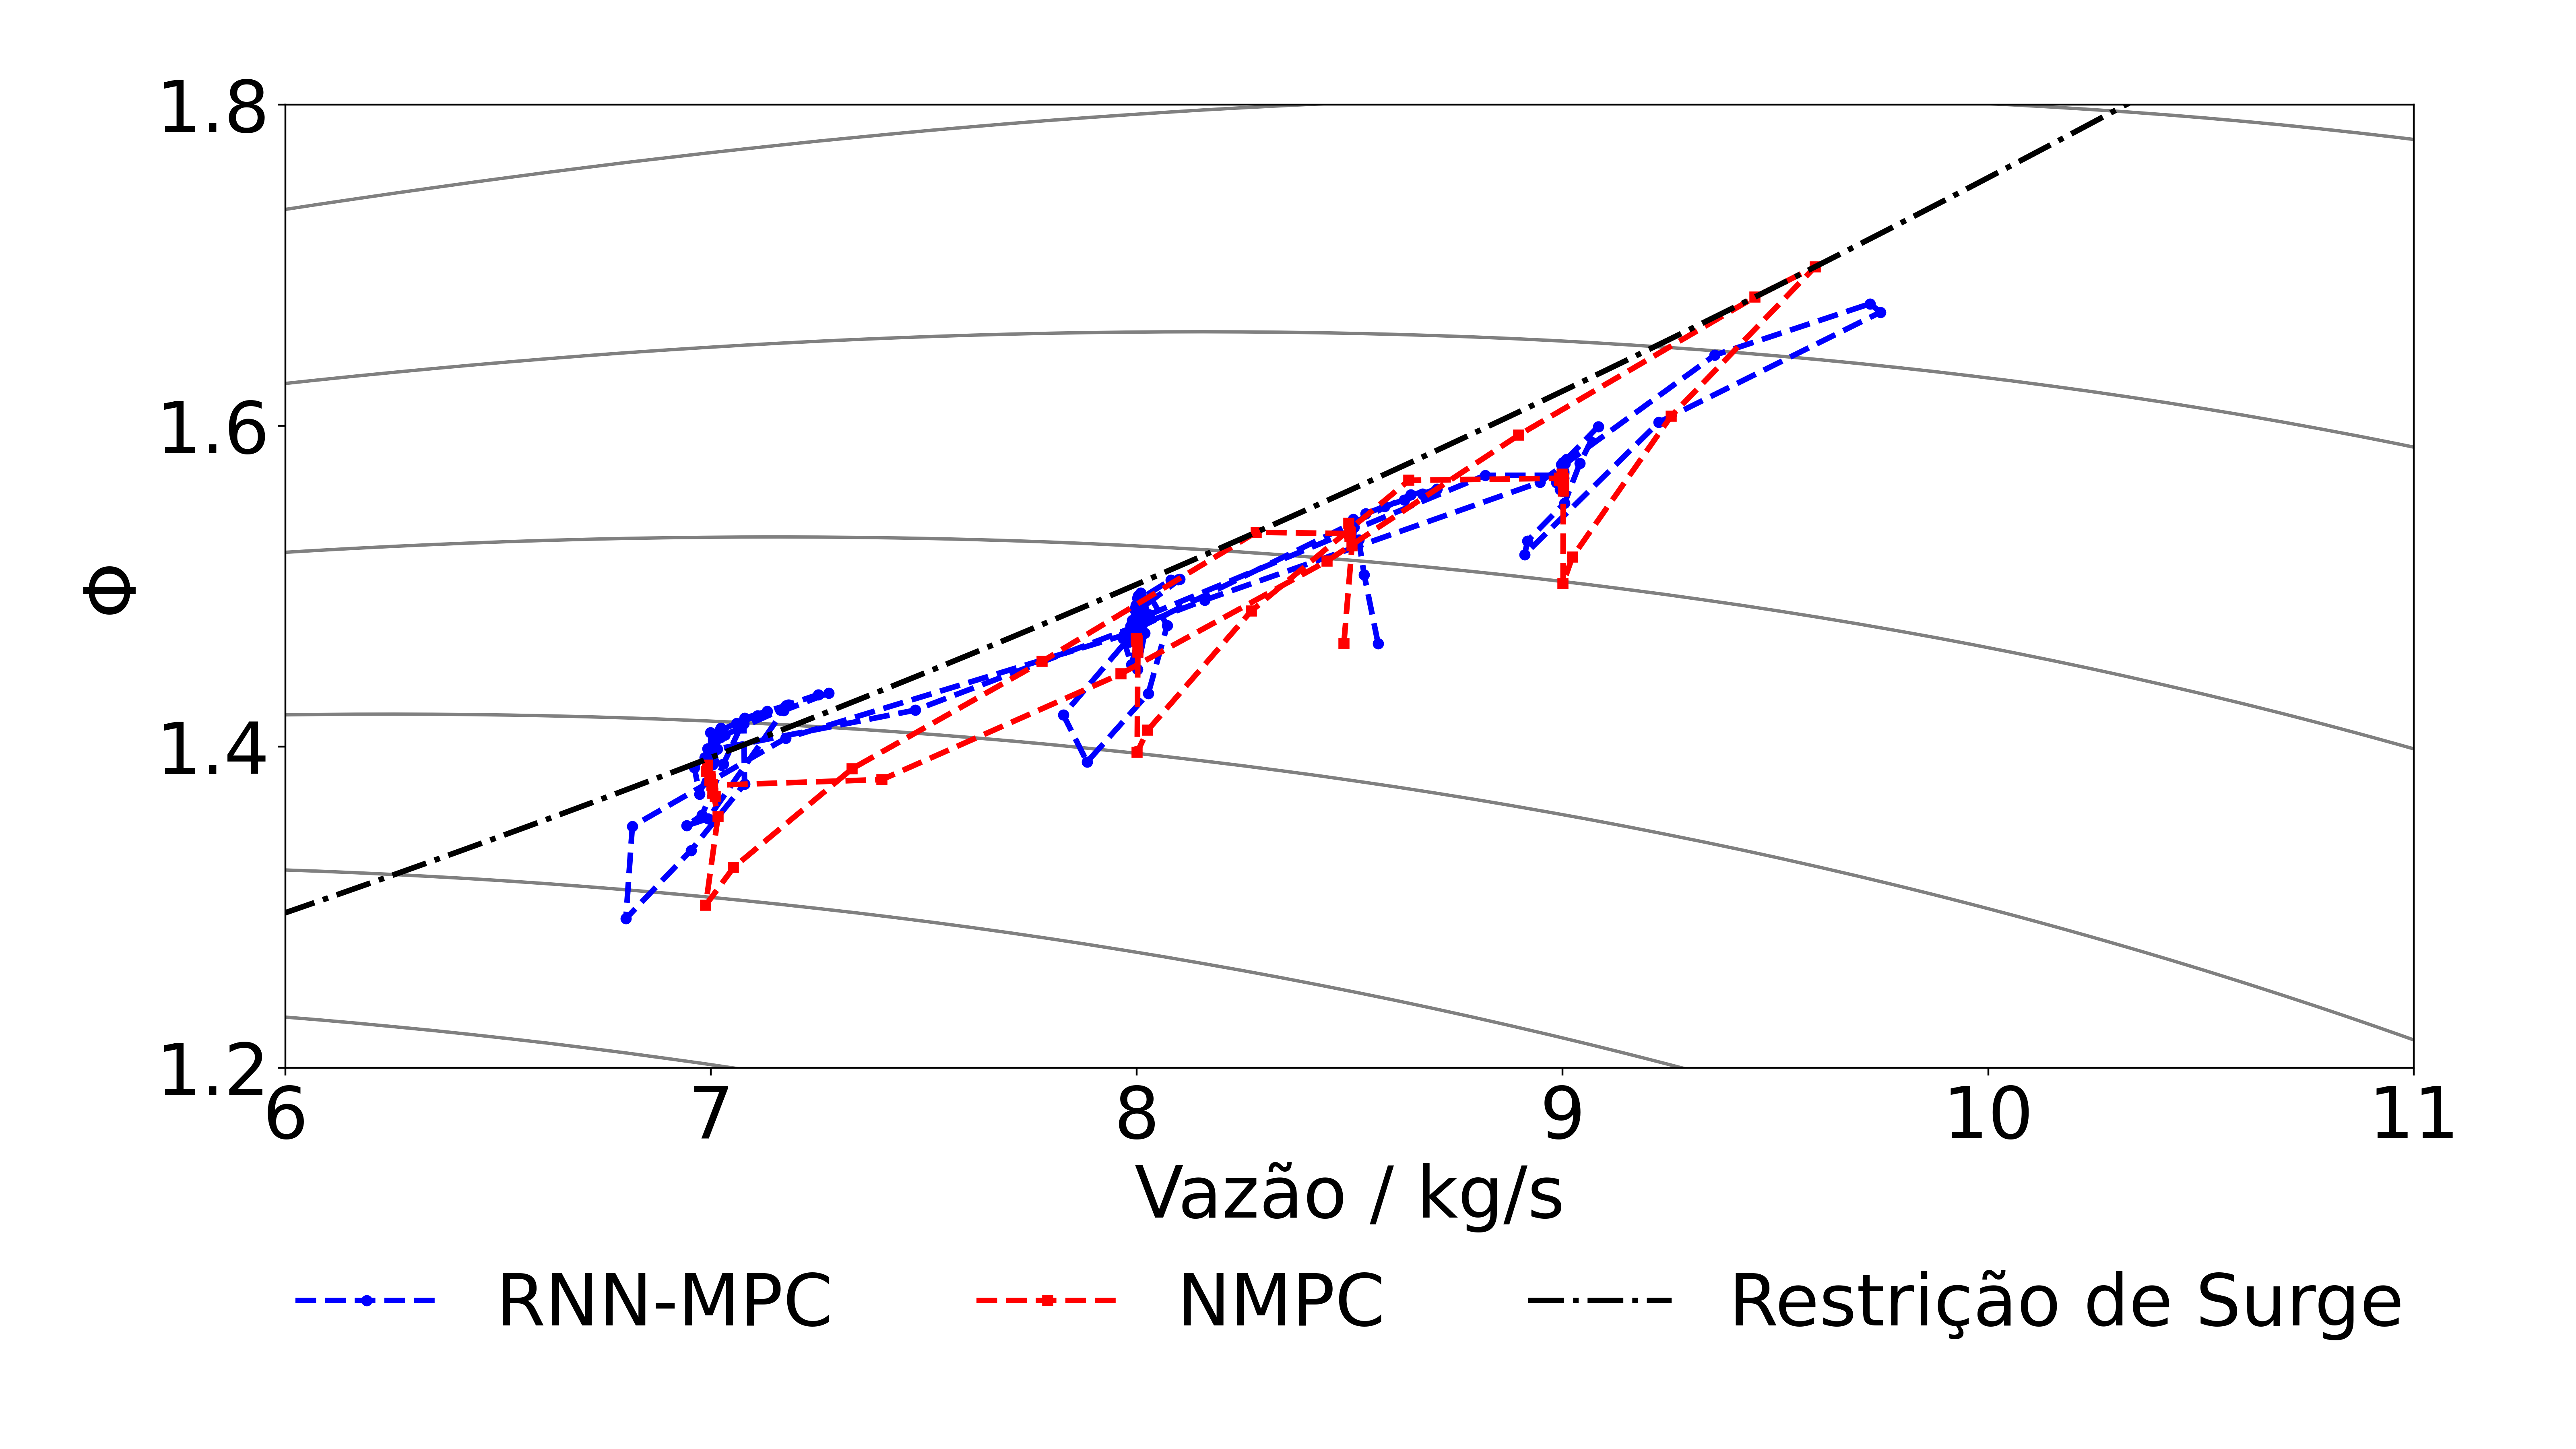 1.8
1.6
1.4
1.2
Φ
6 7 8 9 10 11
Vazão / kg/s
RNN-MPC NMPC Restrição de Surge